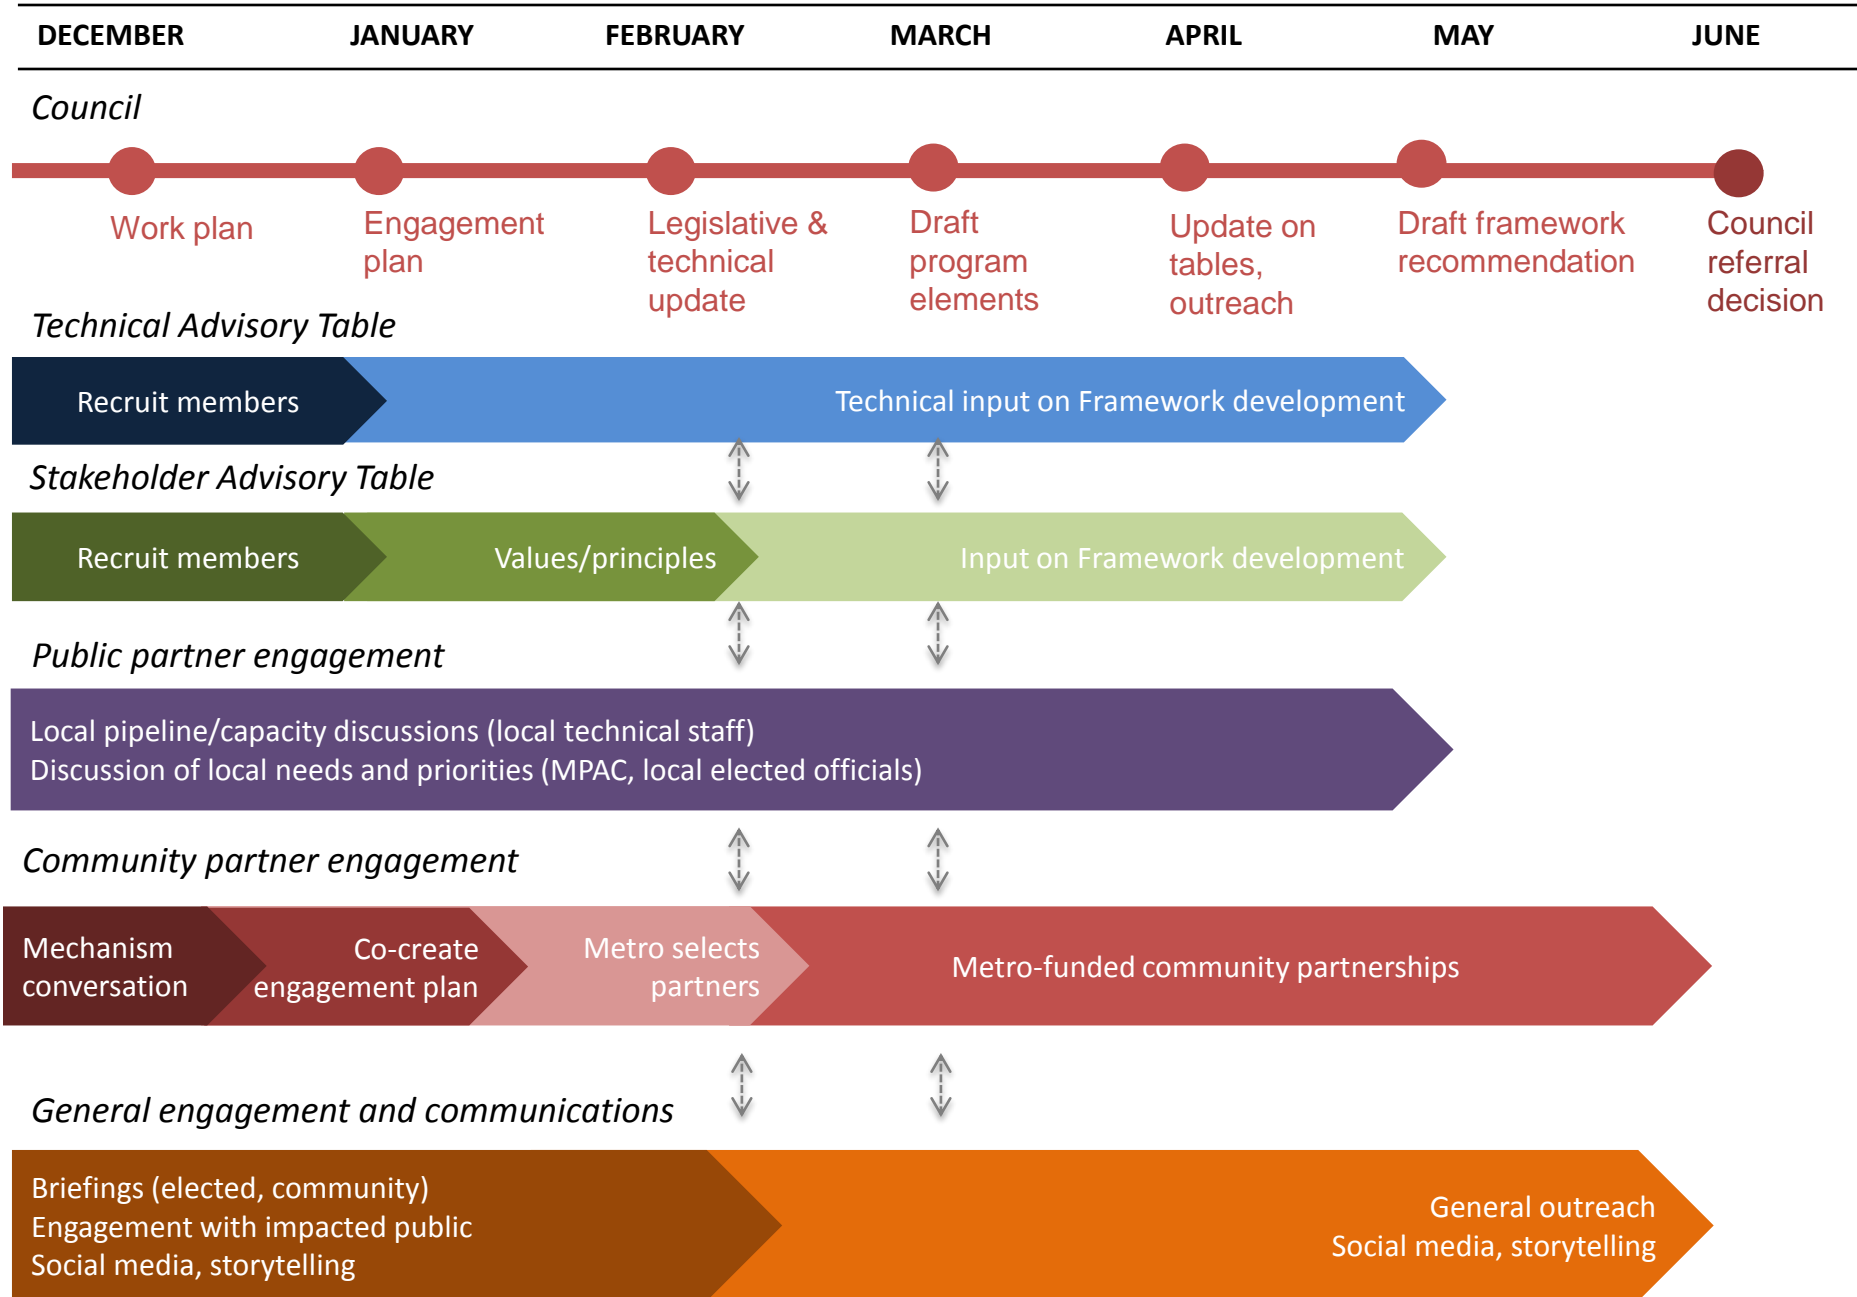 DECEMBER JANUARY FEBRUARY MARCH APRIL MAY JUNE
Council
Work plan
Engagement
plan
Legislative &
technical
update
Draft
program
elements
Update on
tables,
outreach
Draft framework
recommendation
Council
referral
decision
Technical Advisory Table
Recruit members
Technical input on Framework development
Stakeholder Advisory Table
Recruit members
Values/principles
Input on Framework development
Public partner engagement
Local pipeline/capacity discussions (local technical staff)
Discussion of local needs and priorities (MPAC, local elected officials)
Community partner engagement
Mechanism
conversation
Co-create
engagement plan
Metro selects
partners
Metro-funded community partnerships
General engagement and communications
Briefings (elected, community)
Engagement with impacted public
Social media, storytelling
General outreach
Social media, storytelling